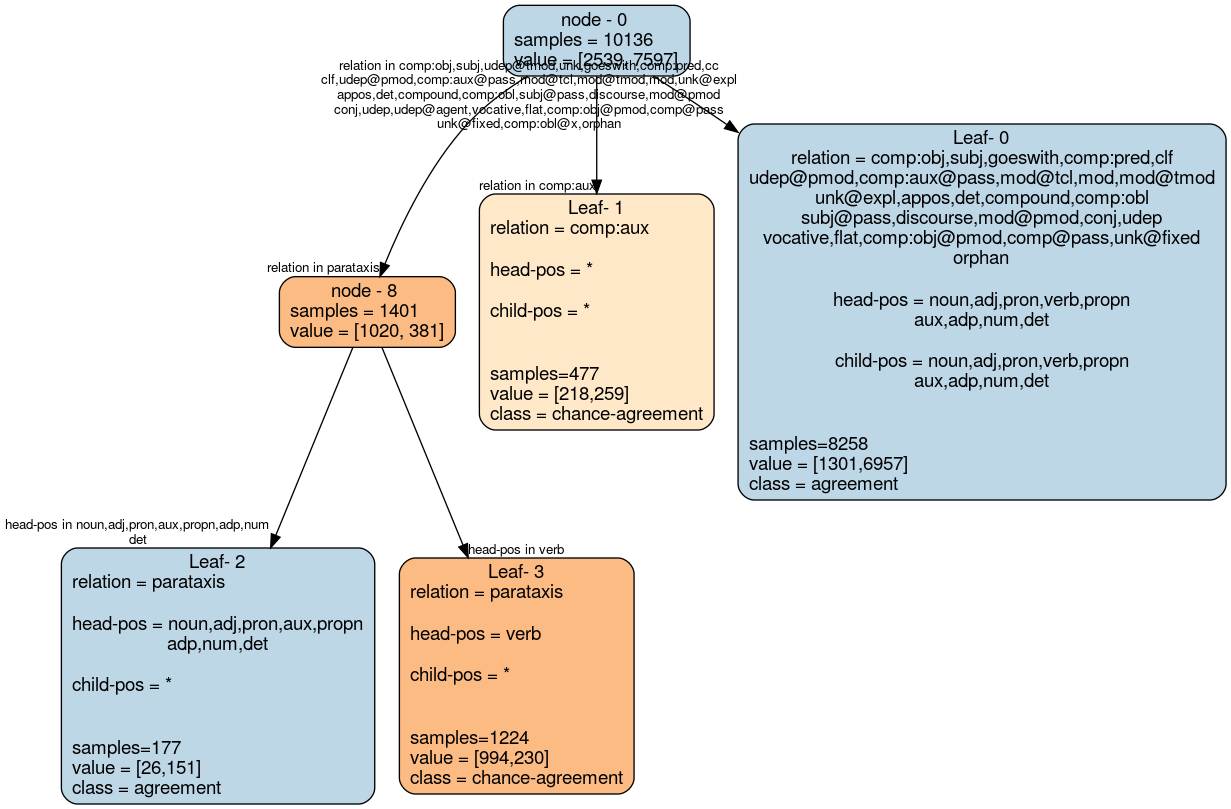 node - 0
samples = 10136
value = [2539, 7597]
relation in comp:obj,subj,udep@tmod,unk,goeswith,comp:pred,cc
clf,udep@pmod,comp:aux@pass,mod@tcl,mod@tmod,mod,unk@expl
appos,det,compound,comp:obl,subj@pass,discourse,mod@pmod
conj,udep,udep@agent,vocative,flat,comp:obj@pmod,comp@pass
unk@fixed,comp:obl@x,orphan
Leaf- 0
relation = comp:obj,subj,goeswith,comp:pred,clf
udep@pmod,comp:aux@pass,mod@tcl,mod,mod@tmod
unk@expl,appos,det,compound,comp:obl
subj@pass,discourse,mod@pmod,conj,udep
vocative,flat,comp:obj@pmod,comp@pass,unk@fixed
orphan
head-pos = noun,adj,pron,verb,propn
aux,adp,num,det
child-pos = noun,adj,pron,verb,propn
aux,adp,num,det
samples=8258
value = [1301,6957]
class = agreement
relation in comp:aux
Leaf- 1
relation = comp:aux
head-pos = *
child-pos = *
samples=477
value = [218,259]
class = chance-agreement
relation in parataxis
node - 8
samples = 1401
value = [1020, 381]
head-pos in noun,adj,pron,aux,propn,adp,num
det
Leaf- 2
relation = parataxis
head-pos = noun,adj,pron,aux,propn
adp,num,det
child-pos = *
samples=177
value = [26,151]
class = agreement
head-pos in verb
Leaf- 3
relation = parataxis
head-pos = verb
child-pos = *
samples=1224
value = [994,230]
class = chance-agreement